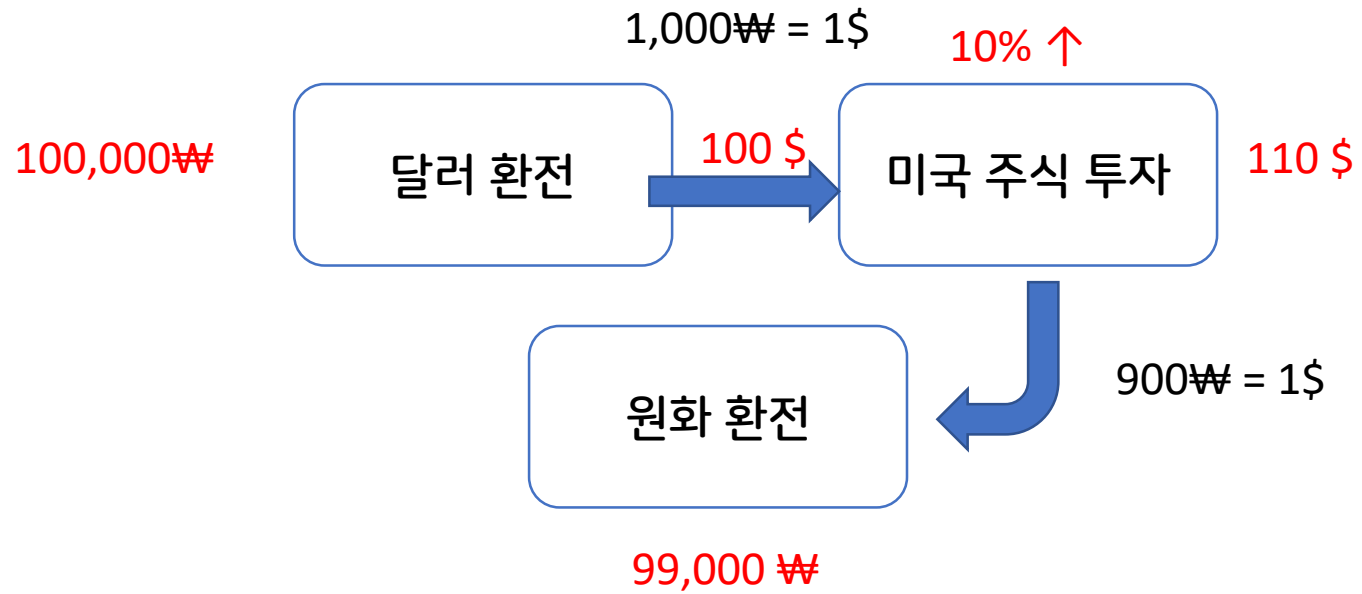 1,000₩ = 1$
10% ↑
100,000₩
달러 환전
100 $
미국 주식 투자
110 $
900₩ = 1$
원화 환전
99,000 ₩